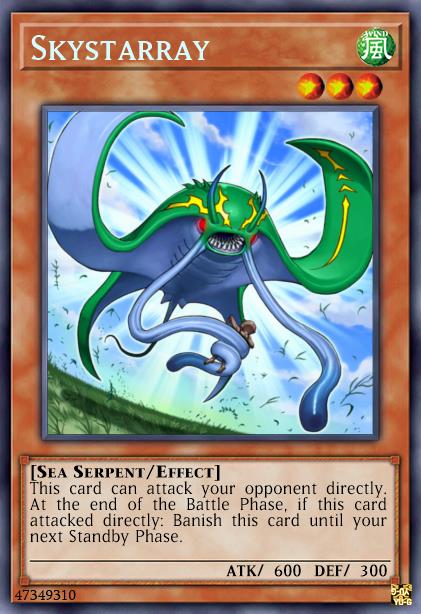 Skystarray
WIND
風
[Sea Serpent/Effect]
This card can attack your opponent directly.
At the end of the Battle Phase, if this card
attacked directly: Banish this card until your
next Standby Phase.
ATK/ 600 DEF/ 300
47349310